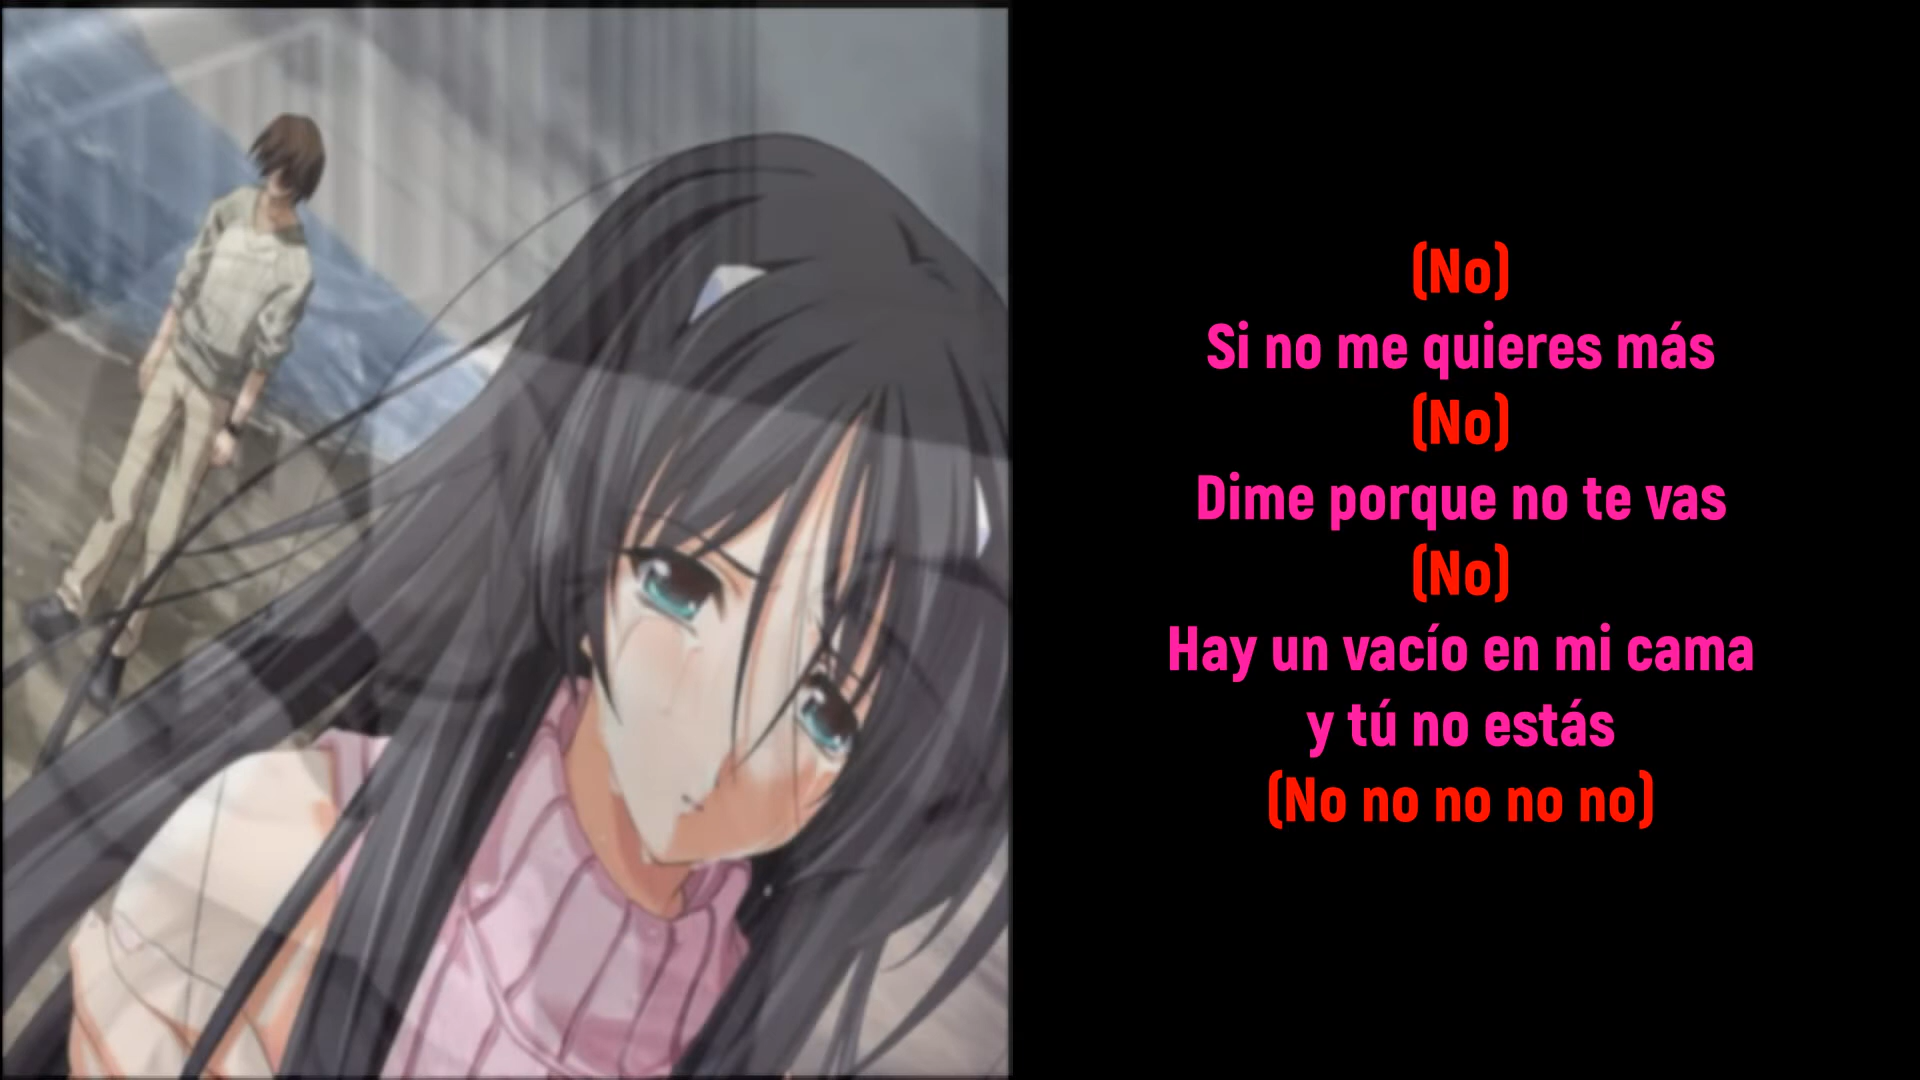 (No)
Si no me quieres más
(No)
Dime porque no te vas
(No)
Hay un vacío en mi cama
y tú no estás
(No no no no no)